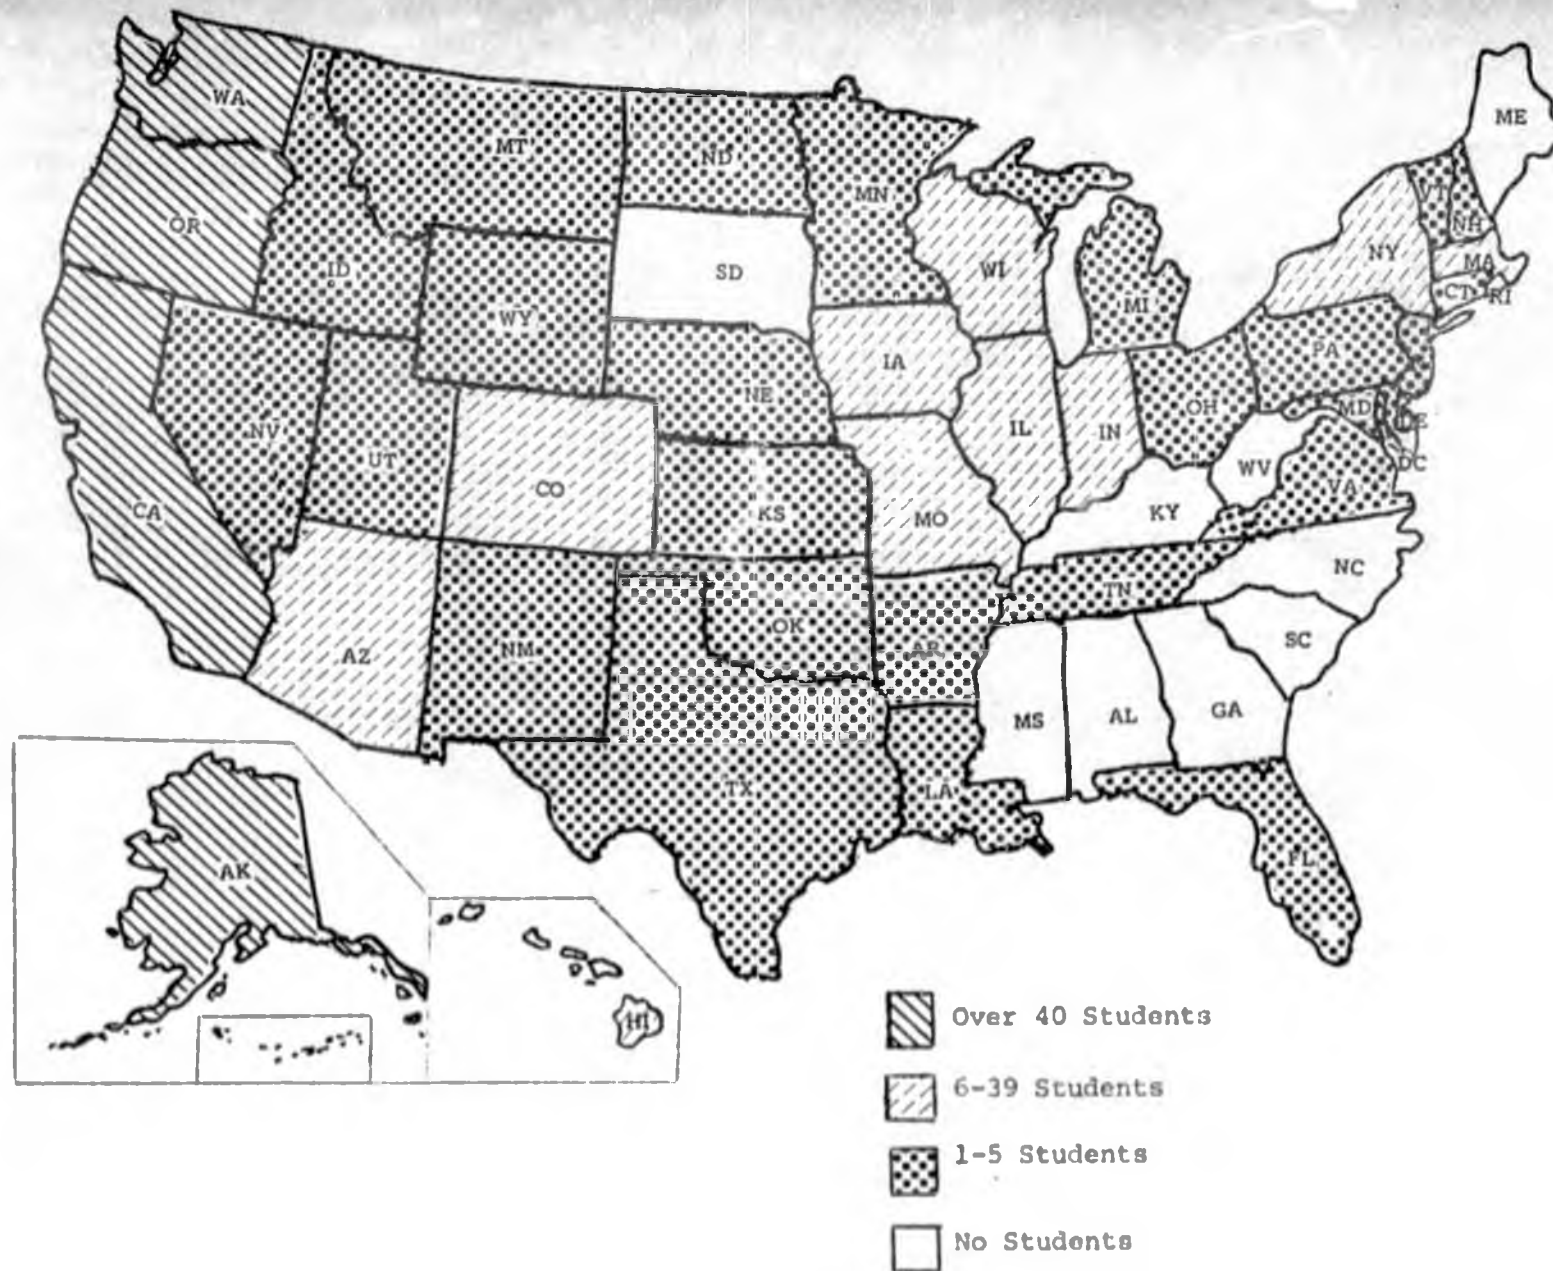 WA
MT
ND
MN
ME
VT
NH
OR
ID
SD
WI
NY
MA
CT
RI
WY
MI
IA
PA
NE
OH
MD
DE
NV
UT
IL
IN
WV
DC
CO
VA
CA
KS
MO
KY
NC
TN
OK
AZ
NM
AR
SC
MS
AL
GA
TX
LA
FL
AK
HI
Over 40 Students
6-39 Students
1-5 Students
No Students